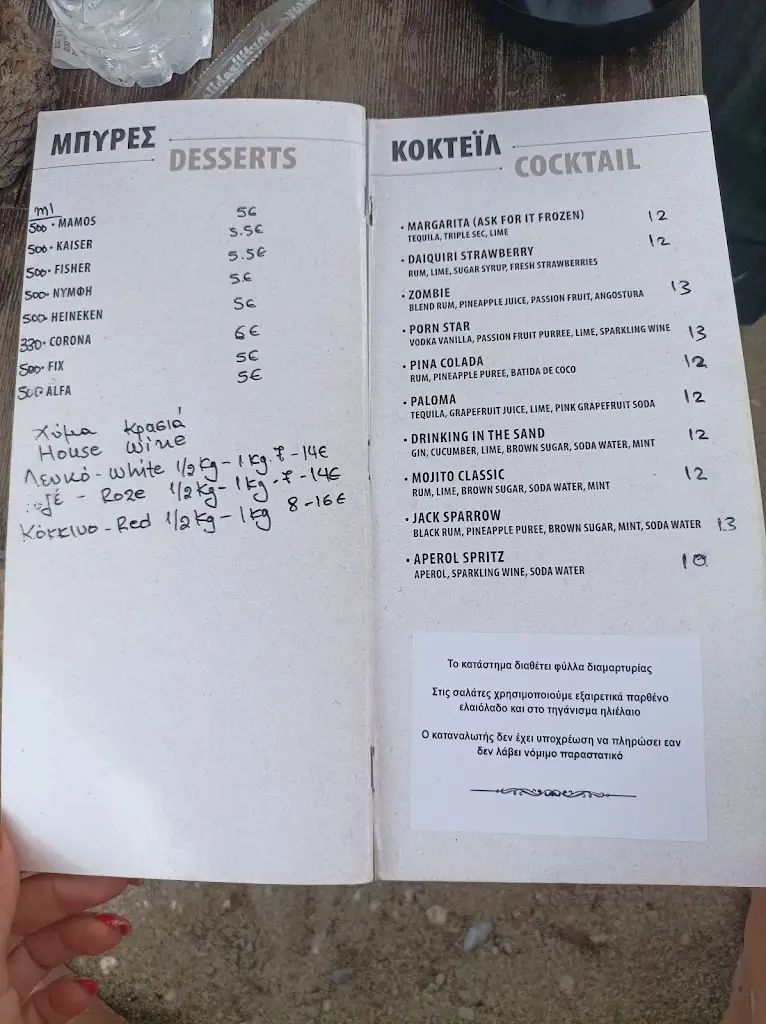 ΜΠΥΡΕΣ
DESSERTS
ml
500 · MAMOS 5€
500 · KAISER 5.5€
500 · FISHER 5.5€
500 · ΝΥΜΦΗ 5€
500 · HEINEKEN 5€
330 · CORONA 6€
500 · FIX 5€
500 ALFA 5€
Χύμα κρασιά
House wine
Λευκό - white 1/2 kg - 1 kg 7 - 14€
- Roze 1/2 kg - 1 kg - 7 - 14€
Κόκκινο - Red 1/2 kg - 1 kg 8 - 16€
ΚΟΚΤΕΪΛ
COCKTAIL
• MARGARITA (ASK FOR IT FROZEN) 12
TEQUILA, TRIPLE SEC, LIME
• DAIQUIRI STRAWBERRY 12
RUM, LIME, SUGAR SYRUP, FRESH STRAWBERRIES
• ZOMBIE 13
BLEND RUM, PINEAPPLE JUICE, PASSION FRUIT, ANGOSTURA
• PORN STAR 13
VODKA VANILLA, PASSION FRUIT PURREE, LIME, SPARKLING WINE
• PINA COLADA 12
RUM, PINEAPPLE PUREE, BATIDA DE COCO
• PALOMA 12
TEQUILA, GRAPEFRUIT JUICE, LIME, PINK GRAPEFRUIT SODA
• DRINKING IN THE SAND 12
GIN, CUCUMBER, LIME, BROWN SUGAR, SODA WATER, MINT
• MOJITO CLASSIC 12
RUM, LIME, BROWN SUGAR, SODA WATER, MINT
• JACK SPARROW 13
BLACK RUM, PINEAPPLE PUREE, BROWN SUGAR, MINT, SODA WATER
• APEROL SPRITZ 10
APEROL, SPARKLING WINE, SODA WATER
Το κατάστημα διαθέτει φύλλα διαμαρτυρίας
Στις σαλάτες χρησιμοποιούμε εξαιρετικά παρθένο
ελαιόλαδο και στο τηγάνισμα ηλιέλαιο
Ο καταναλωτής δεν έχει υποχρέωση να πληρώσει εαν
δεν λάβει νόμιμο παραστατικό